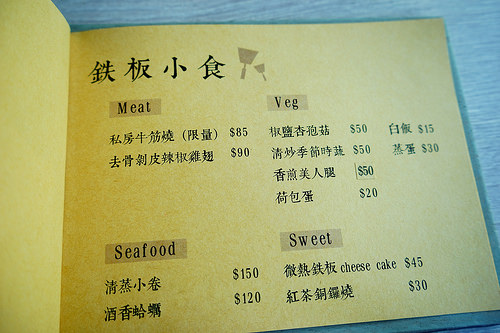 鉄板小食
Meat
私房牛筋燒 (限量) $85
去骨剝皮辣椒雞翅 $90
Veg
椒鹽杏孢菇 $50 白飯 $15
清炒季節時蔬 $50 蒸蛋 $30
香煎美人腿 $50
荷包蛋 $20
Seafood
清蒸小卷 $150
酒香蛤蠣 $120
Sweet
微熱鉄板 cheese cake $45
紅茶銅鑼燒 $30